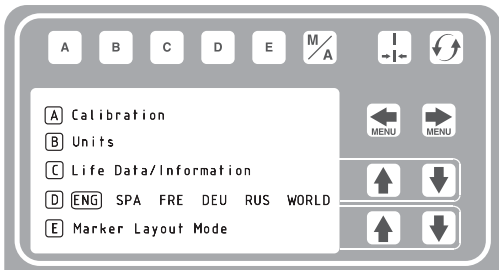 A B C D E M/A
MENU MENU
A Calibration
B Units
C Life Data/Information
D ENG SPA FRE DEU RUS WORLD
E Marker Layout Mode